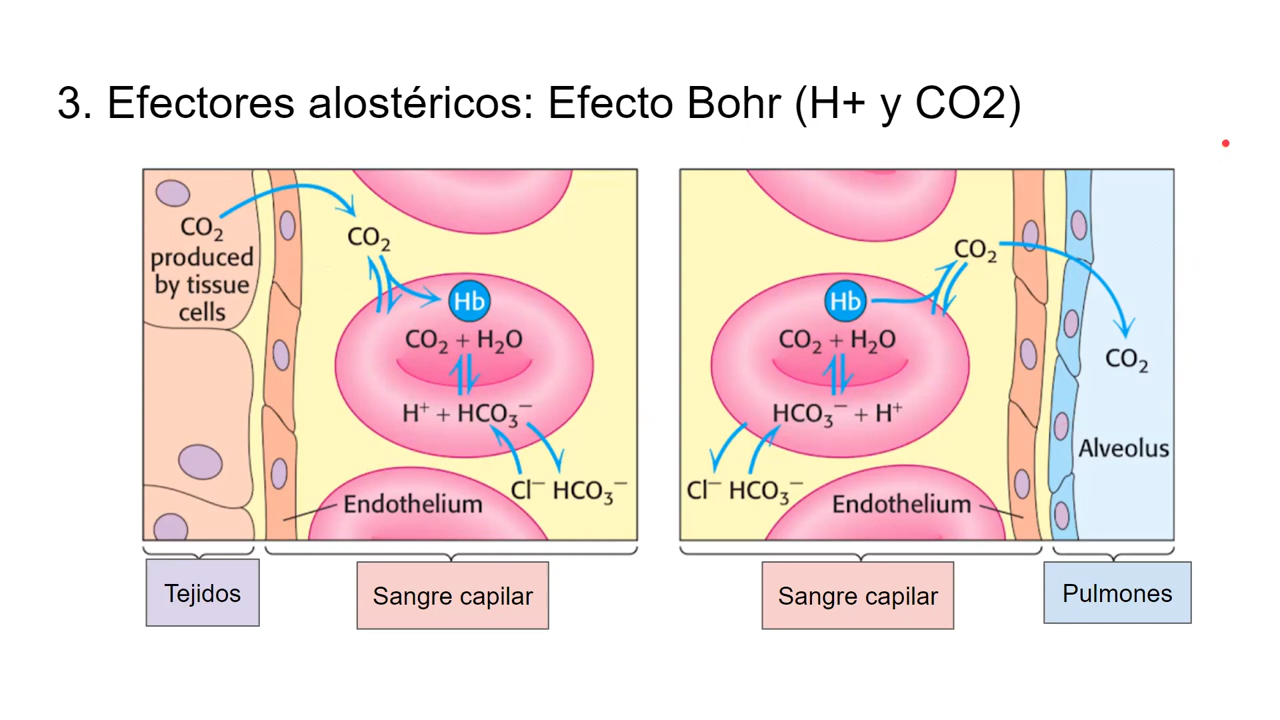 3. Efectores alostéricos: Efecto Bohr (H+ y CO2)
CO₂
produced
by tissue
cells
CO₂
Hb
CO₂ + H₂O
H⁺ + HCO₃⁻
Cl⁻ HCO₃⁻
Endothelium
CO₂
Hb
CO₂ + H₂O
HCO₃⁻ + H⁺
Cl⁻ HCO₃⁻
Endothelium
CO₂
Alveolus
Tejidos
Sangre capilar
Sangre capilar
Pulmones